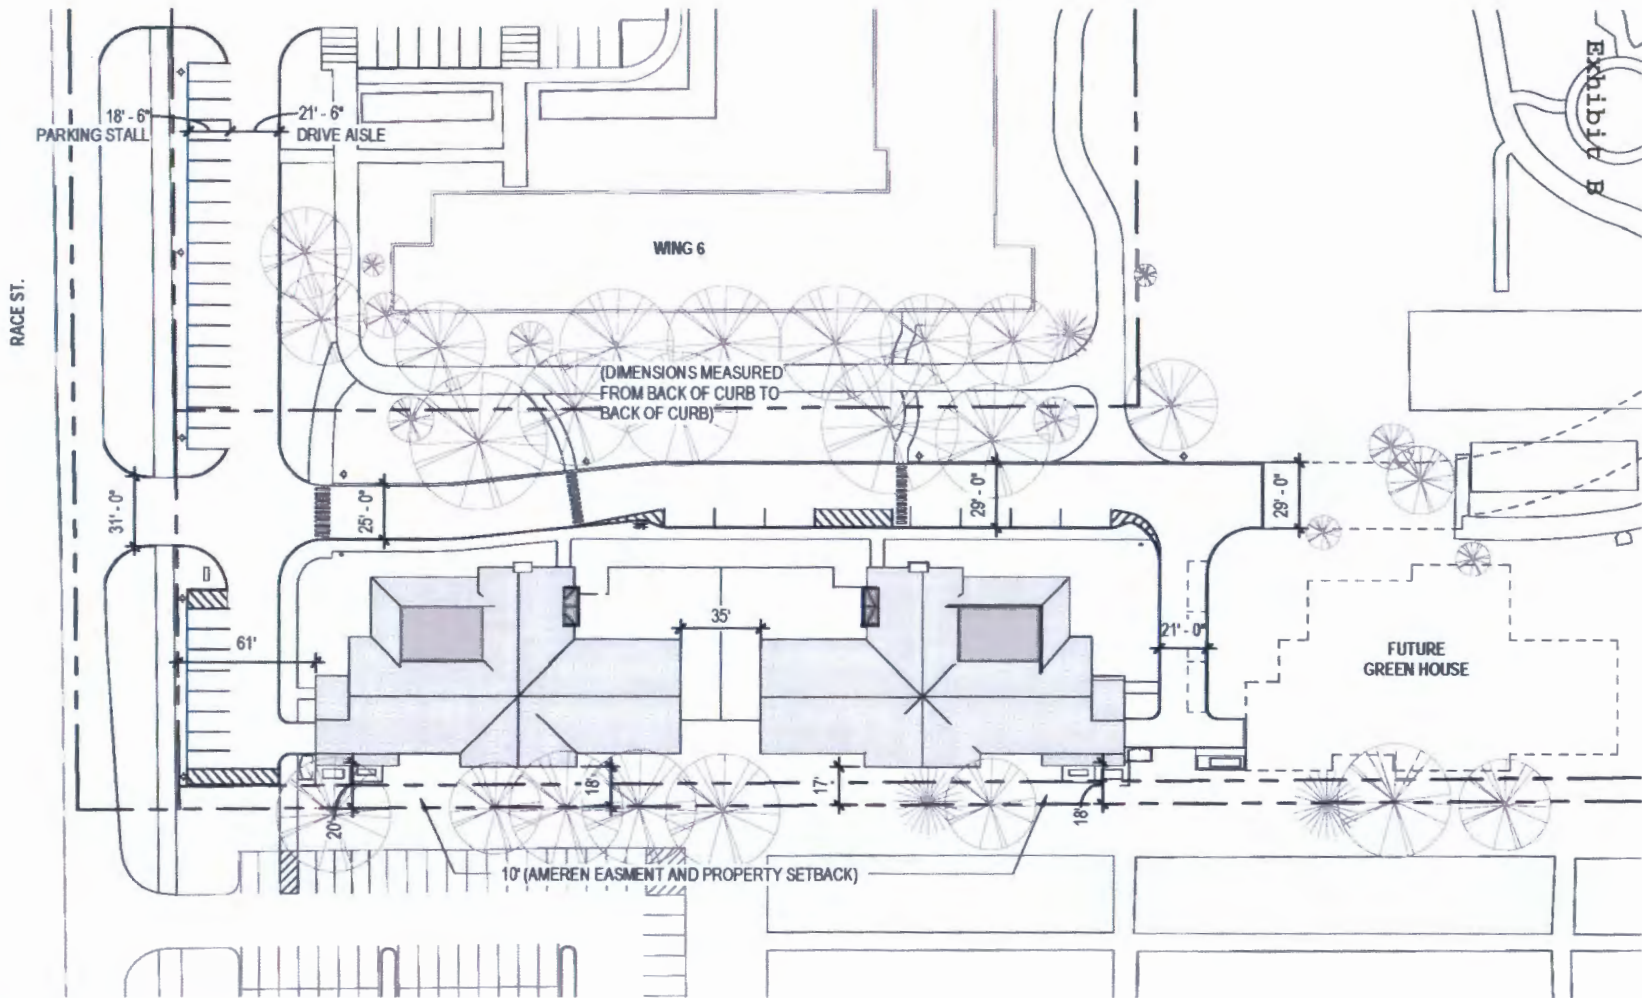 Exhibit B
18' - 6"
PARKING STALL
21' - 6"
DRIVE AISLE
RACE ST.
WING 6
(DIMENSIONS MEASURED
FROM BACK OF CURB TO
BACK OF CURB)
31' - 0"
25' - 0"
29' - 0"
29' - 0"
61'
35'
21' - 0"
FUTURE
GREEN HOUSE
20'
18'
17'
18'
10' (AMEREN EASMENT AND PROPERTY SETBACK)